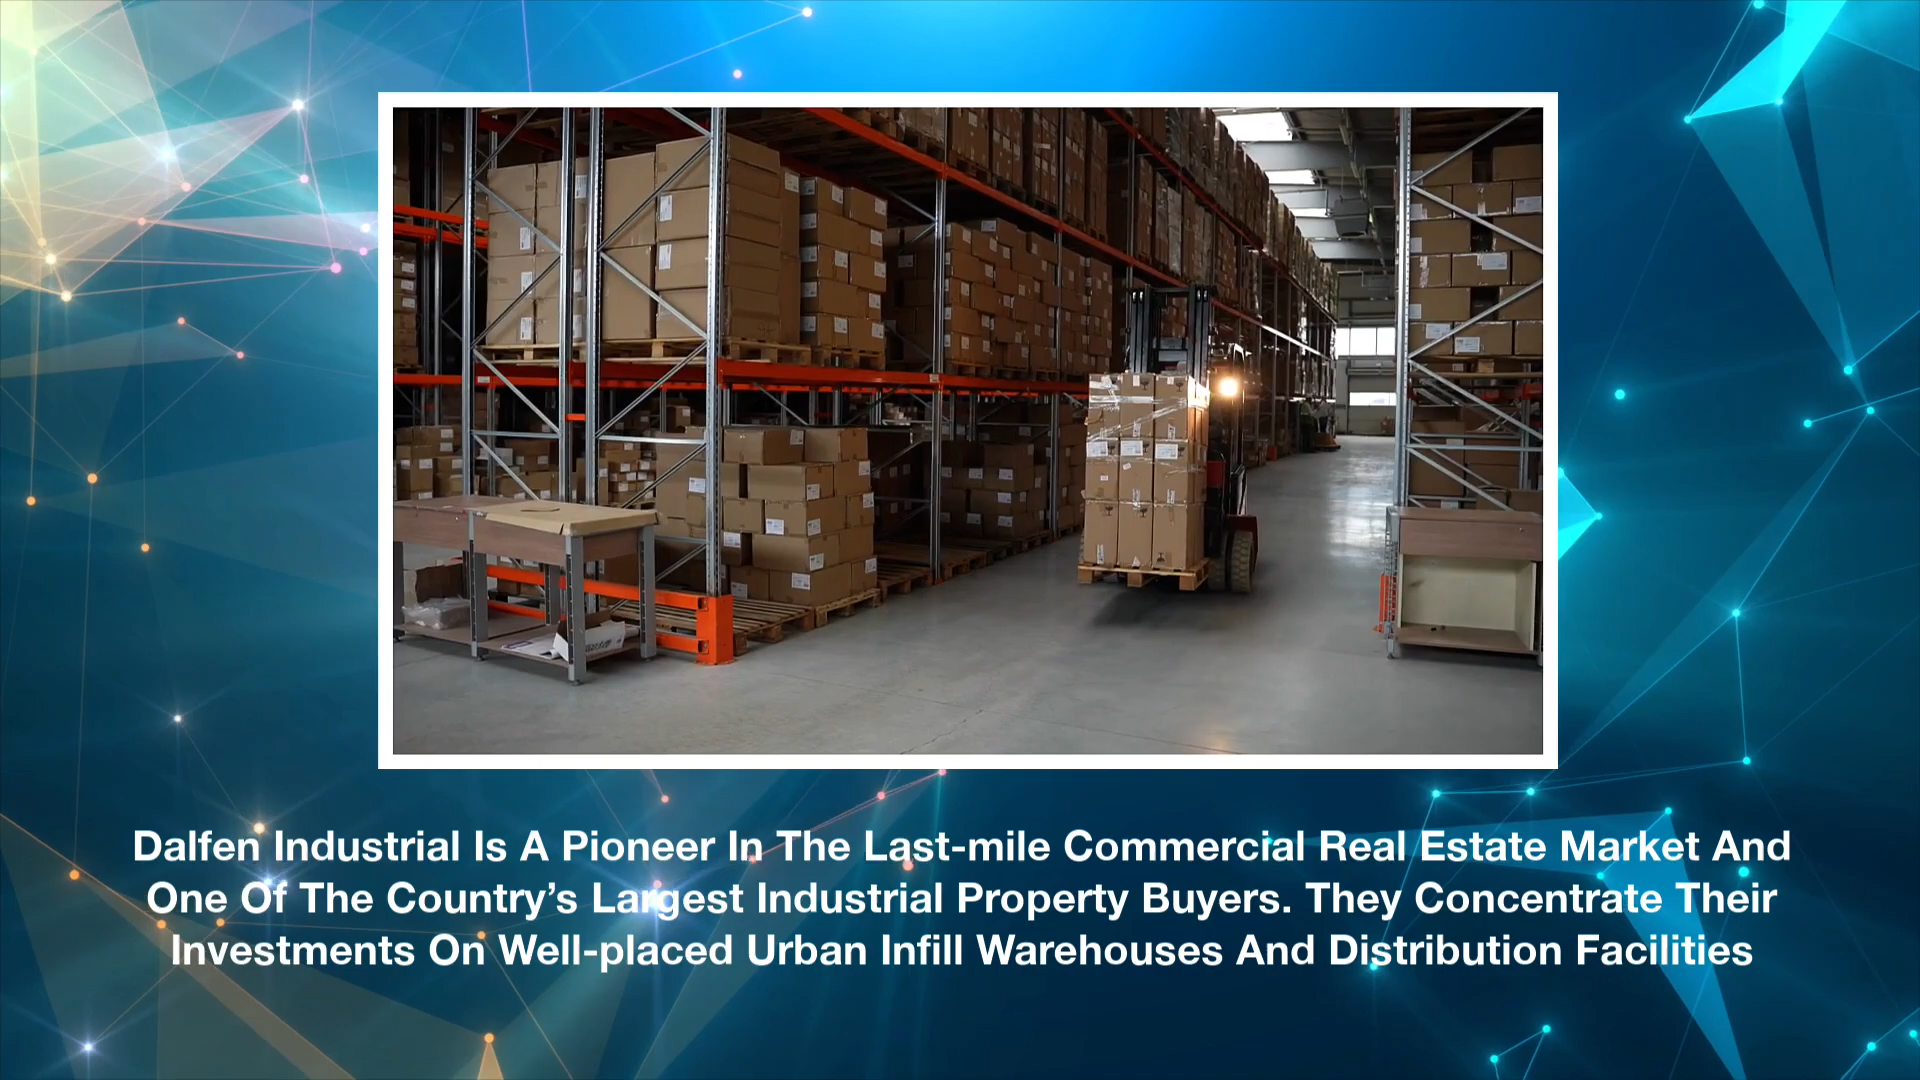 Dalfen Industrial Is A Pioneer In The Last-mile Commercial Real Estate Market And
One Of The Country’s Largest Industrial Property Buyers. They Concentrate Their
Investments On Well-placed Urban Infill Warehouses And Distribution Facilities